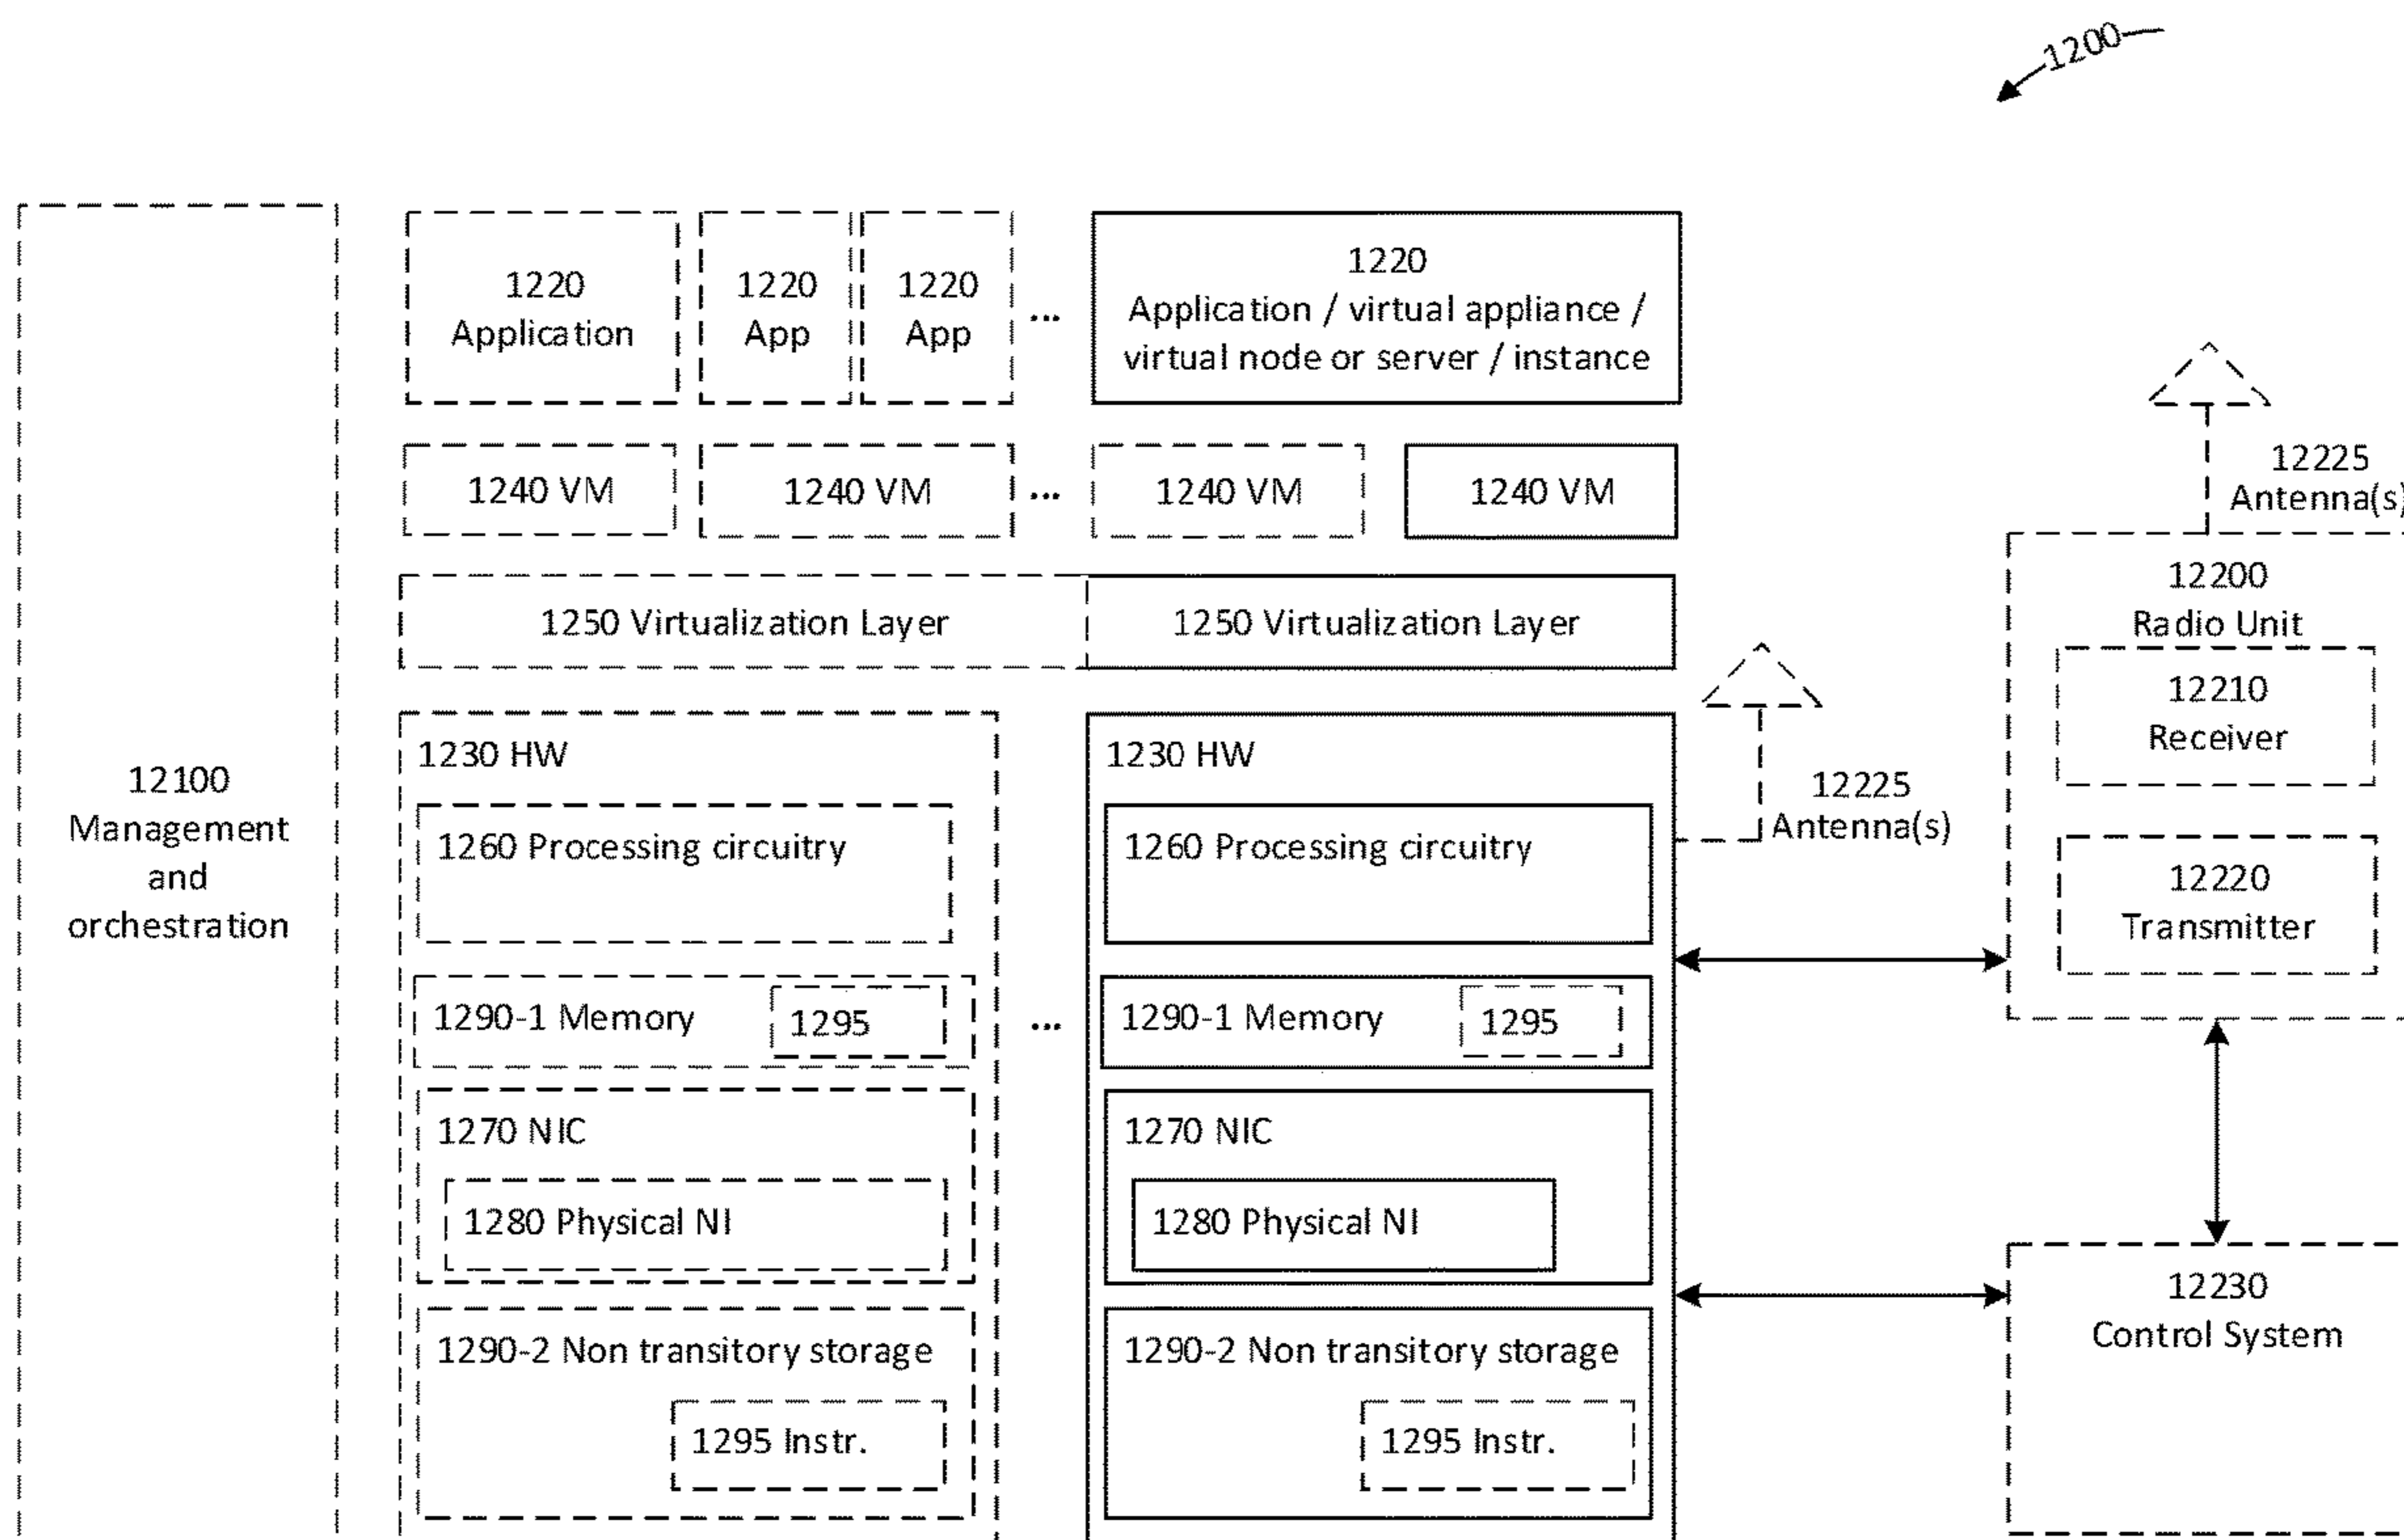 1200
12100
Management
and
orchestration
1220
Application
1220
App
1220
App
...
1220
Application / virtual appliance /
virtual node or server / instance
1240 VM
1240 VM
...
1240 VM
1240 VM
1250 Virtualization Layer
1250 Virtualization Layer
1230 HW
1260 Processing circuitry
1290-1 Memory
1295
1270 NIC
1280 Physical NI
1290-2 Non transitory storage
1295 Instr.
...
1230 HW
1260 Processing circuitry
1290-1 Memory
1295
1270 NIC
1280 Physical NI
1290-2 Non transitory storage
1295 Instr.
12225
Antenna(s)
12225
Antenna(s)
12200
Radio Unit
12210
Receiver
12220
Transmitter
12230
Control System